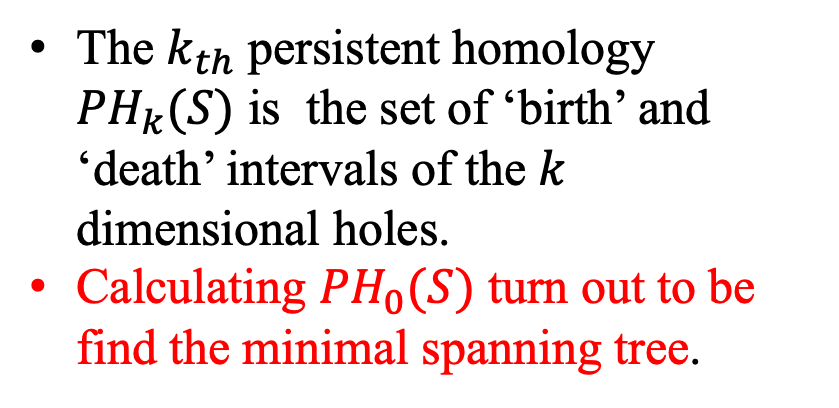 • The k_th persistent homology
PH_k(S) is the set of ‘birth’ and
‘death’ intervals of the k
dimensional holes.
• Calculating PH_0(S) turn out to be
find the minimal spanning tree.